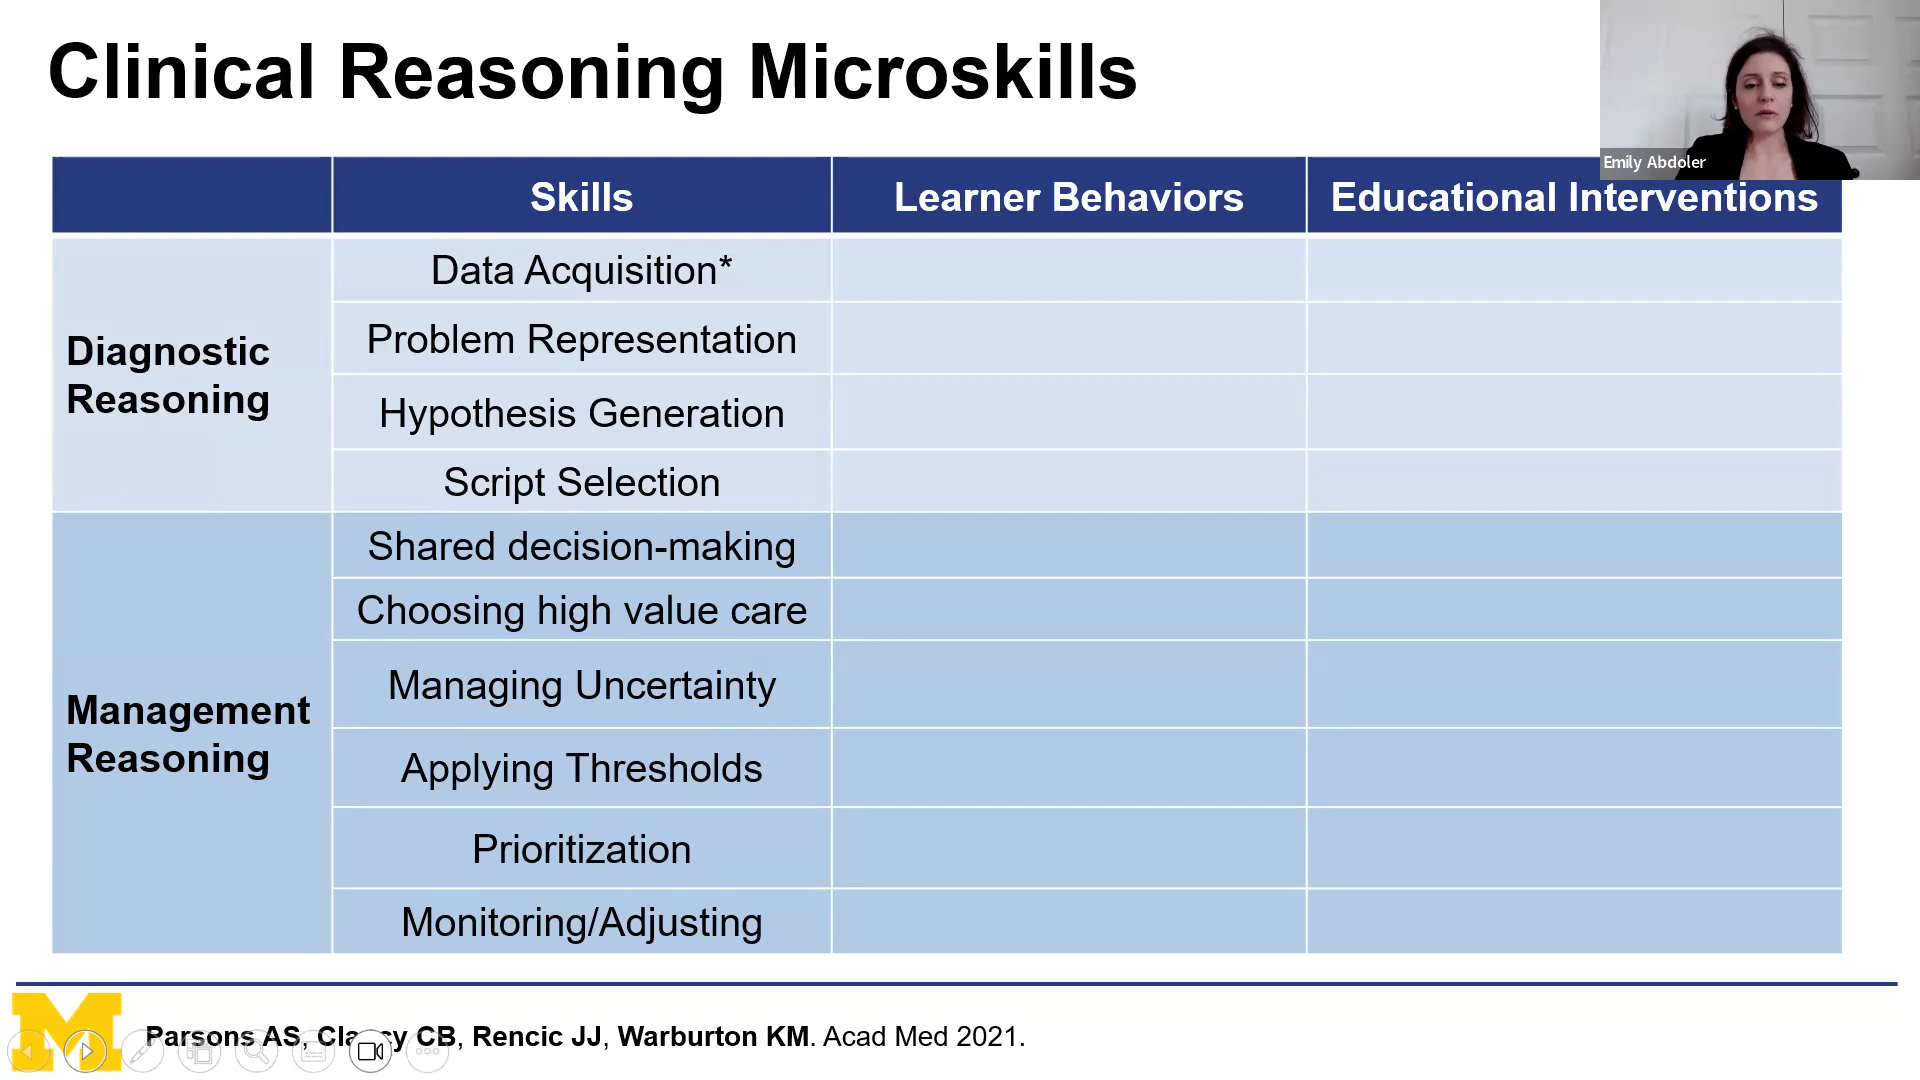 Clinical Reasoning Microskills
Emily Abdoler
Skills
Learner Behaviors
Educational Interventions
Diagnostic
Reasoning
Data Acquisition*
Problem Representation
Hypothesis Generation
Script Selection
Management
Reasoning
Shared decision-making
Choosing high value care
Managing Uncertainty
Applying Thresholds
Prioritization
Monitoring/Adjusting
M
Parsons AS, CB, Rencic JJ, Warburton KM. Acad Med 2021.